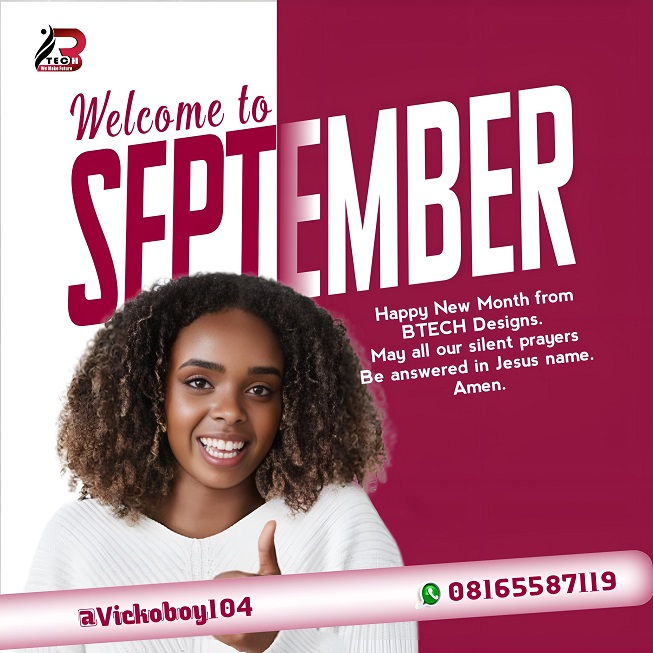 B
TECH
We Make Future
Welcome to
SEPTEMBER
Happy New Month from
BTECH Designs.
May all our silent prayers
Be answered in Jesus name.
Amen.
@Vickoboy104
08165587119